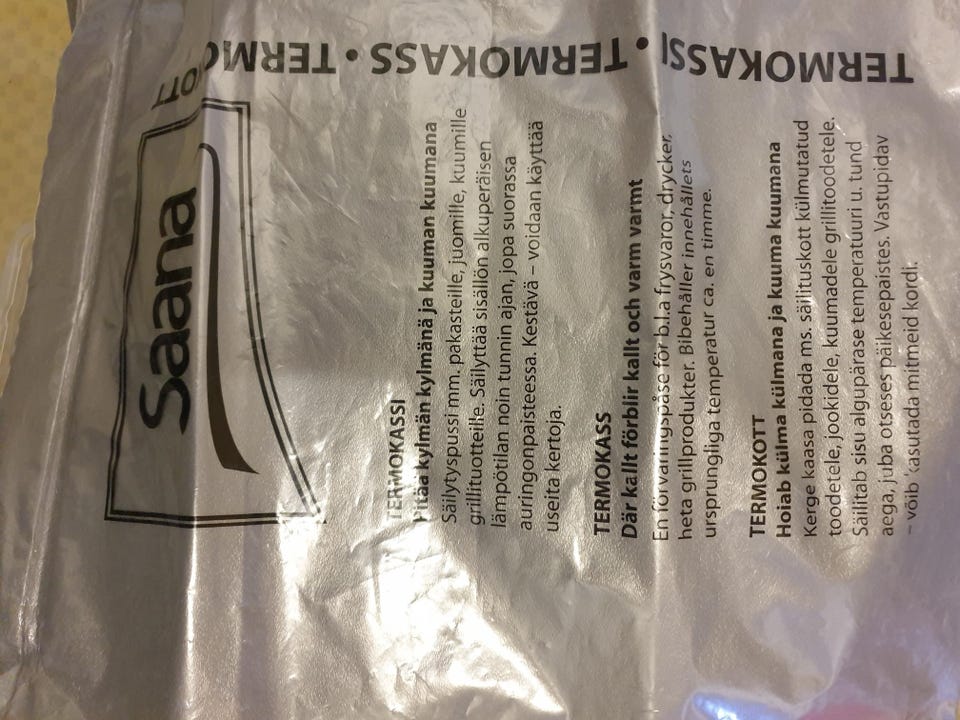 Saana
TERMOKASSI
Pitää kylmän kylmänä ja kuuman kuumana
Säilytyspussi mm. pakasteille, juomille, kuumille
grillituotteille. Säilyttää sisällön alkuperäisen
lämpötilan noin tunnin ajan, jopa suorassa
auringonpaisteessa. Kestävä – voidaan käyttää
useita kertoja.
TERMOKASS
Där kallt förblir kallt och varm varmt
En förvaringspåse för b.l.a frysvaror, drycker,
heta grillprodukter. Bibehåller innehållets
ursprungliga temperatur ca. en timme.
TERMOKOTT
Hoiab külma külmana ja kuuma kuumana
Kerge kaasa pidada ms. säilituskott külmutatud
toodetele, jookidele, kuumadele grillitoodetele.
Säilitab sisu algupärase temperatuuri u. tund
aega, juba otseses päikesepaistes. Vastupidav
– võib kasutada mitmeid kordi.
TERMOKASSI • TERMOKASS • TERMO
OTT